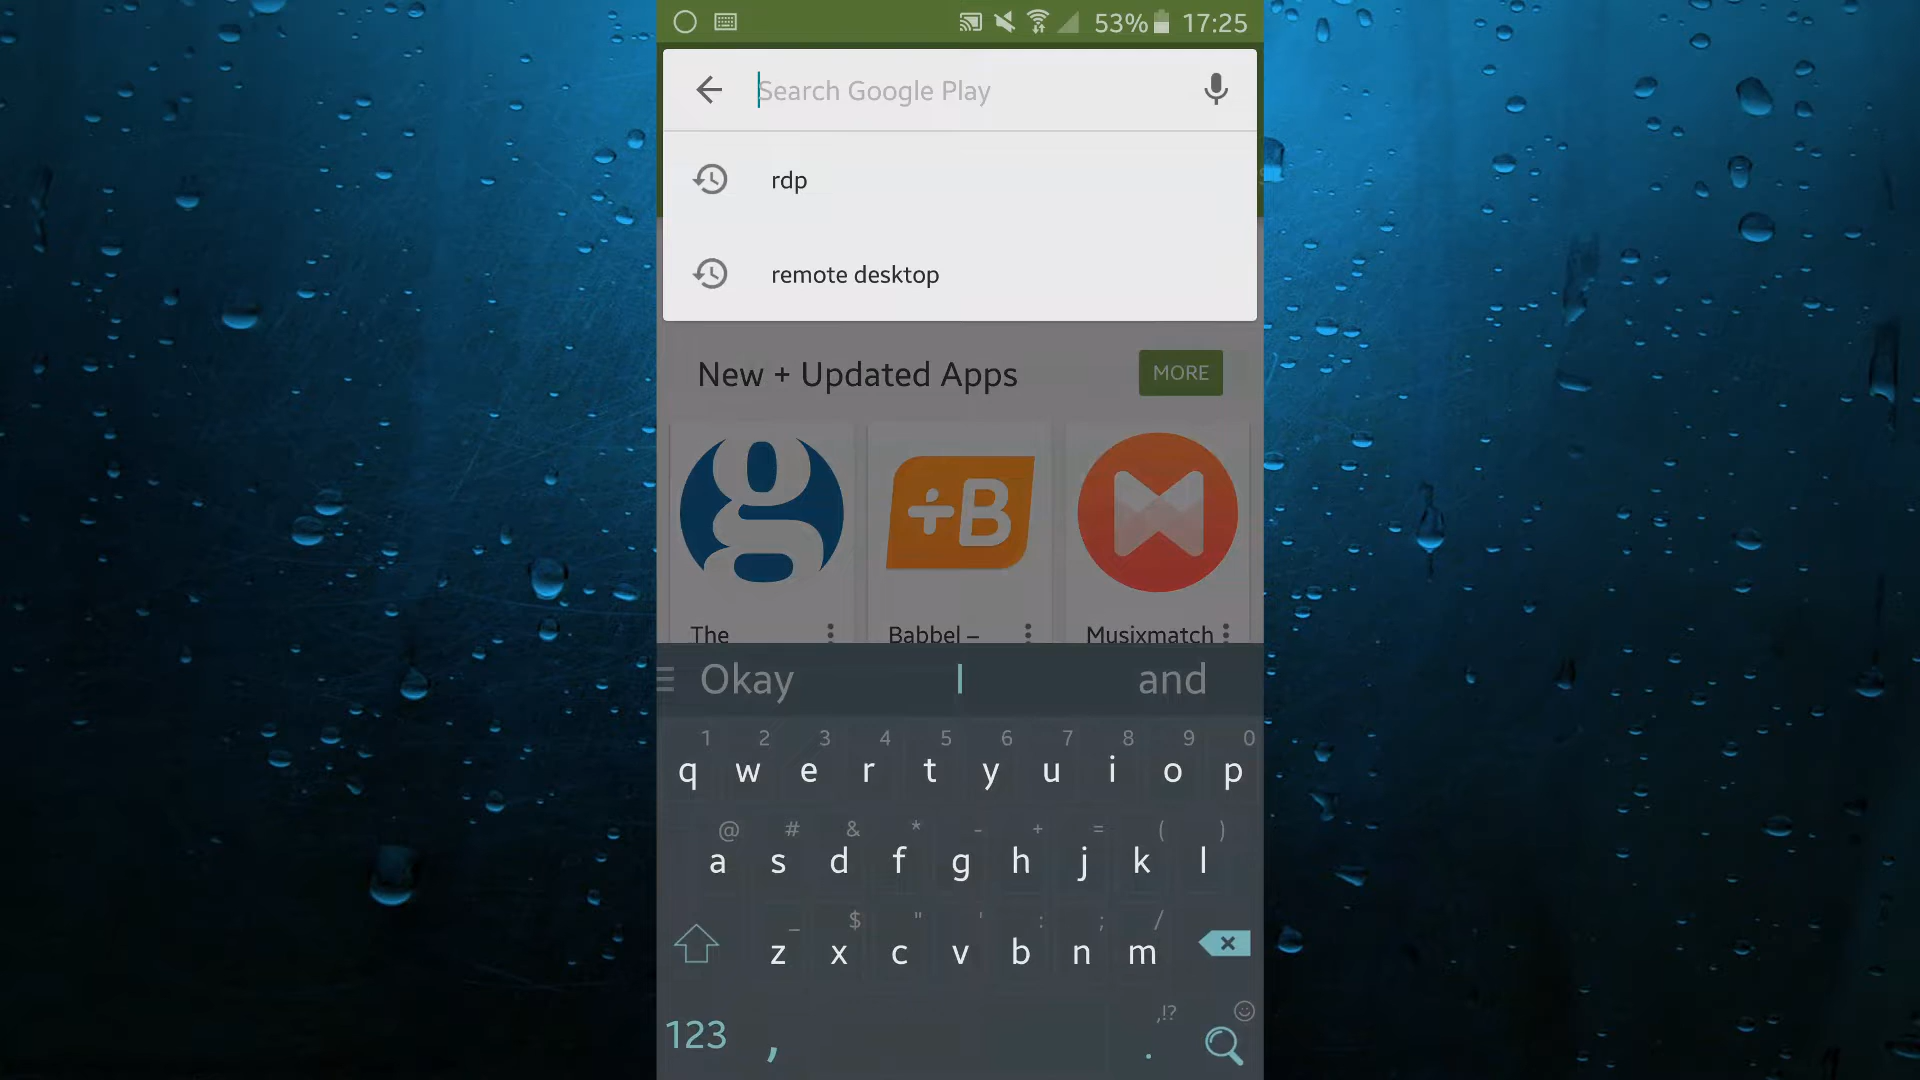 53% 17:25
Search Google Play
rdp
remote desktop
New + Updated Apps MORE
g +B
The Babbel – Musixmatch
Okay I and
1 2 3 4 5 6 7 8 9 0
q w e r t y u i o p
@ # & * - + = ( )
a s d f g h j k l
_ $ " ' : ; /
z x c v b n m
,!?
123 , .